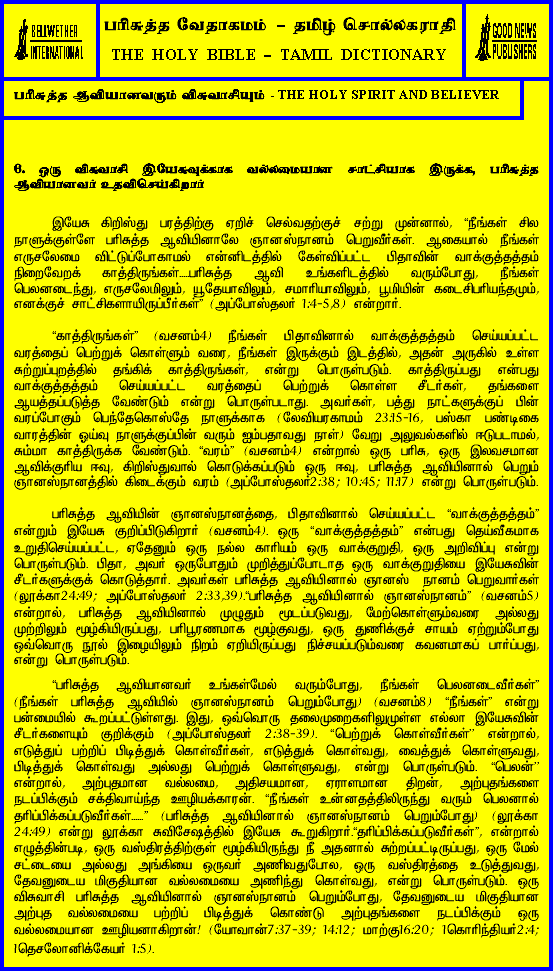 BELLWETHER
INTERNATIONAL
பரிசுத்த வேதாகமம் – தமிழ் சொல்லகராதி
THE HOLY BIBLE – TAMIL DICTIONARY
GOOD NEWS
PUBLISHERS
பரிசுத்த ஆவியானவரும் விசுவாசியும் - THE HOLY SPIRIT AND BELIEVER
6. ஒரு விசுவாசி இயேசுவுக்காக வல்லமையான சாட்சியாக இருக்க, பரிசுத்த
ஆவியானவர் உதவிசெய்கிறார்
இயேசு கிறிஸ்து பரத்திற்கு ஏறிச் செல்வதற்குச் சற்று முன்னால், “நீங்கள் சில
நாளுக்குள்ளே பரிசுத்த ஆவியினாலே ஞானஸ்நானம் பெறுவீர்கள். ஆகையால் நீங்கள்
எருசலேமை விட்டுப்போகாமல் என்னிடத்தில் கேள்விப்பட்ட பிதாவின் வாக்குத்தத்தம்
நிறைவேறக் காத்திருங்கள்....பரிசுத்த ஆவி உங்களிடத்தில் வரும்போது, நீங்கள்
பெலனடைந்து, எருசலேமிலும், யூதேயாவிலும், சமாரியாவிலும், பூமியின் கடைசிபரியந்தமும்,
எனக்குச் சாட்சிகளாயிருப்பீர்கள்” (அப்போஸ்தலர் 1:4-5,8) என்றார்.
“காத்திருங்கள்” (வசனம்4) நீங்கள் பிதாவினால் வாக்குத்தத்தம் செய்யப்பட்ட
வரத்தைப் பெற்றுக் கொள்ளும் வரை, நீங்கள் இருக்கும் இடத்தில், அதன் அருகில் உள்ள
சுற்றுப்புறத்தில் தங்கிக் காத்திருங்கள், என்று பொருள்படும். காத்திருப்பது என்பது
வாக்குத்தத்தம் செய்யப்பட்ட வரத்தைப் பெற்றுக் கொள்ள சீடர்கள், தங்களை
ஆயத்தப்படுத்த வேண்டும் என்று பொருள்படாது. அவர்கள், பத்து நாட்களுக்குப் பின்
வரப்போகும் பெந்தேகொஸ்தே நாளுக்காக (லேவியரகாமம் 23:15-16, பஸ்கா பண்டிகை
வாரத்தின் ஓய்வு நாளுக்குப்பின் வரும் ஐம்பதாவது நாள்) வேறு அலுவல்களில் ஈடுபடாமல்,
சும்மா காத்திருக்க வேண்டும். “வரம்” (வசனம்4) என்றால் ஒரு பரிசு, ஒரு இலவசமான
ஆவிக்குரிய ஈவு, கிறிஸ்துவால் கொடுக்கப்படும் ஒரு ஈவு, பரிசுத்த ஆவியினால் பெறும்
ஞானஸ்நானத்தில் கிடைக்கும் வரம் (அப்போஸ்தலர்2:38; 10:45; 11:17) என்று பொருள்படும்.
பரிசுத்த ஆவியின் ஞானஸ்நானத்தை, பிதாவினால் செய்யப்பட்ட “வாக்குத்தத்தம்”
என்றும் இயேசு குறிப்பிடுகிறார் (வசனம்4). ஒரு “வாக்குத்தத்தம்” என்பது தெய்வீகமாக
உறுதிசெய்யப்பட்ட, ஏதேனும் ஒரு நல்ல காரியம் ஒரு வாக்குறுதி, ஒரு அறிவிப்பு என்று
பொருள்படும். பிதா, அவர் ஒருபோதும் முறித்துப்போடாத ஒரு வாக்குறுதியை இயேசுவின்
சீடர்களுக்குக் கொடுத்தார். அவர்கள் பரிசுத்த ஆவியினால் ஞானஸ் நானம் பெறுவார்கள்
(லூக்கா24:49; அப்போஸ்தலர் 2:33,39).“பரிசுத்த ஆவியினால் ஞானஸ்நானம்” (வசனம்5)
என்றால், பரிசுத்த ஆவியினால் முழுதும் மூடப்படுவது, மேற்கொள்ளும்வரை அல்லது
முற்றிலும் மூழ்கியிருப்பது, பரிபூரணமாக மூழ்குவது, ஒரு துணிக்குச் சாயம் ஏற்றும்போது
ஒவ்வொரு நூல் இழையிலும் நிறம் ஏறியிருப்பது நிச்சயப்படும்வரை கவனமாகப் பார்ப்பது,
என்று பொருள்படும்.
“பரிசுத்த ஆவியானவர் உங்கள்மேல் வரும்போது, நீங்கள் பெலனடைவீர்கள்”
(நீங்கள் பரிசுத்த ஆவியில் ஞானஸ்நானம் பெறும்போது) (வசனம்8) “நீங்கள்” என்று
பன்மையில் கூறப்பட்டுள்ளது. இது, ஒவ்வொரு தலைமுறைகளிலுமுள்ள எல்லா இயேசுவின்
சீடர்களையும் குறிக்கும் (அப்போஸ்தலர் 2:38-39). “பெற்றுக் கொள்வீர்கள்” என்றால்,
எடுத்துப் பற்றிப் பிடித்துக் கொள்வீர்கள், எடுத்துக் கொள்வது, வைத்துக் கொள்ளுவது,
பிடித்துக் கொள்வது அல்லது பெற்றுக் கொள்ளுவது, என்று பொருள்படும். “பெலன்”
என்றால், அற்புதமான வல்லமை, அதிசயமான, ஏராளமான திறன், அற்புதங்களை
நடப்பிக்கும் சக்திவாய்ந்த ஊழியக்காரன். “நீங்கள் உன்னதத்திலிருந்து வரும் பெலனால்
தரிப்பிக்கப்படுவீர்கள்.....” (பரிசுத்த ஆவியினால் ஞானஸ்நானம் பெறும்போது) (லூக்கா
24:49) என்று லூக்கா சுவிசேஷத்தில் இயேசு கூறுகிறார்.“தரிப்பிக்கப்படுவீர்கள்”, என்றால்
எழுத்தின்படி, ஒரு வஸ்திரத்திற்குள் மூழ்கியிருந்து நீ அதனால் சுற்றப்பட்டிருப்பது, ஒரு மேல்
சட்டையை அல்லது அங்கியை ஒருவர் அணிவதுபோல, ஒரு வஸ்திரத்தை உடுத்துவது,
தேவனுடைய மிகுதியான வல்லமையை அணிந்து கொள்வது, என்று பொருள்படும். ஒரு
விசுவாசி பரிசுத்த ஆவியினால் ஞானஸ்நானம் பெறும்போது, தேவனுடைய மிகுதியான
அற்புத வல்லமையை பற்றிப் பிடித்துக் கொண்டு அற்புதங்களை நடப்பிக்கும் ஒரு
வல்லமையான ஊழியனாகிறான்! (யோவான்7:37-39; 14:12; மாற்கு16:20; 1கொரிந்தியர்2:4;
1தெசலோனிக்கேயர் 1:5).